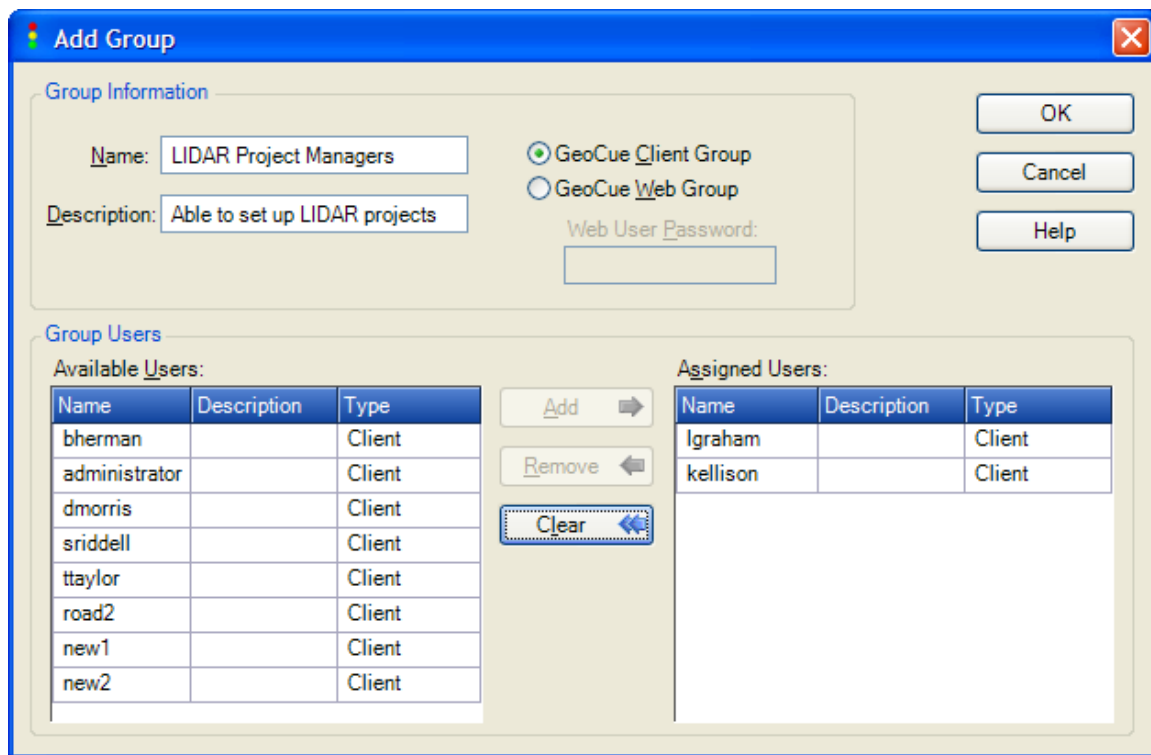 Add Group
Group Information
Name: LIDAR Project Managers
Description: Able to set up LIDAR projects
GeoCue Client Group
GeoCue Web Group
Web User Password:
OK
Cancel
Help
Group Users
Available Users:
Name Description Type
bherman Client
administrator Client
dmorris Client
sriddell Client
ttaylor Client
road2 Client
new1 Client
new2 Client
Add
Remove
Clear
Assigned Users:
Name Description Type
lgraham Client
kellison Client